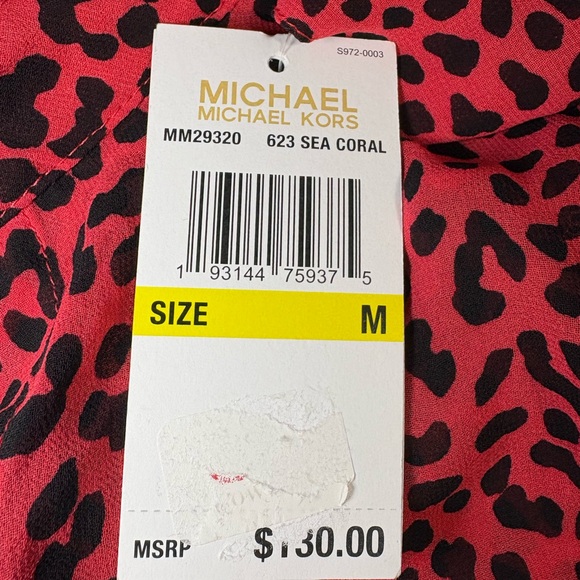 S972-0003
MICHAEL
MICHAEL KORS
MM29320 623 SEA CORAL
1 93144 75937 5
SIZE M
MSRP $130.00